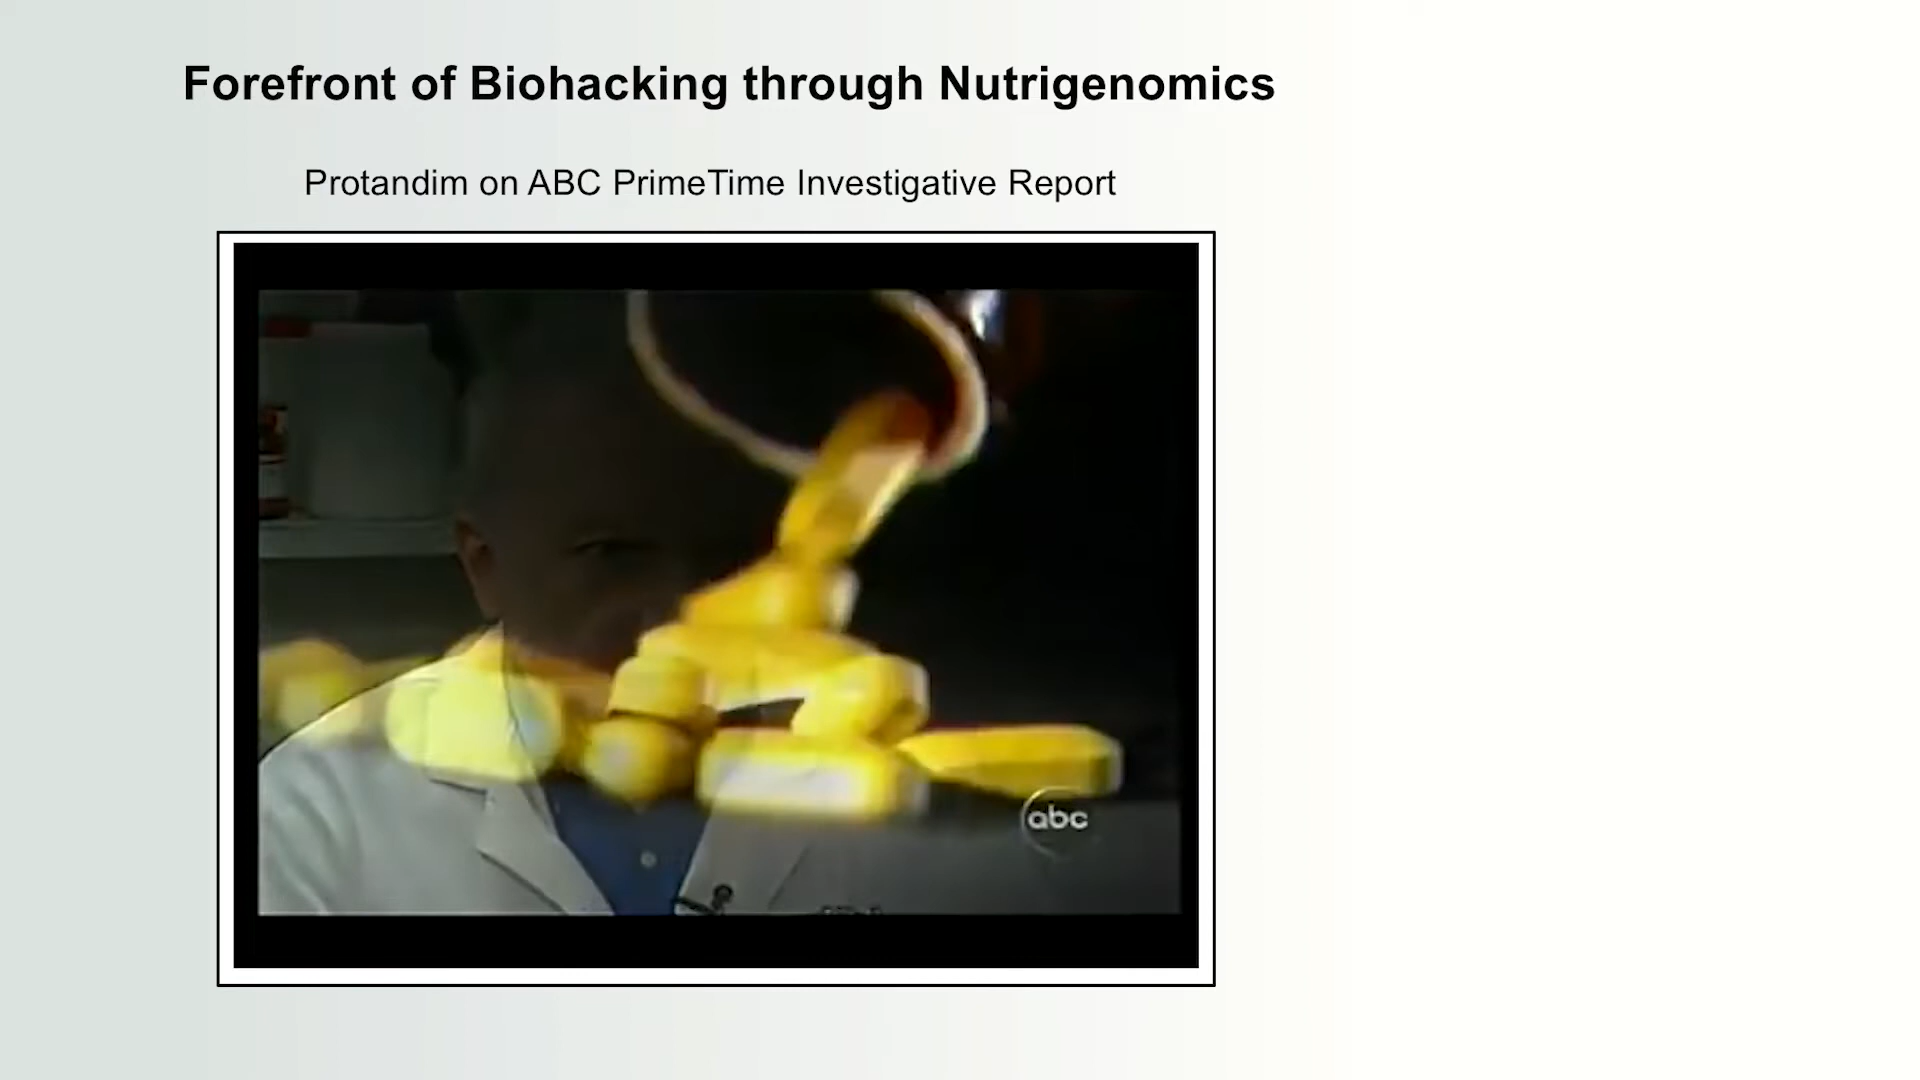 Forefront of Biohacking through Nutrigenomics
Protandim on ABC PrimeTime Investigative Report
abc